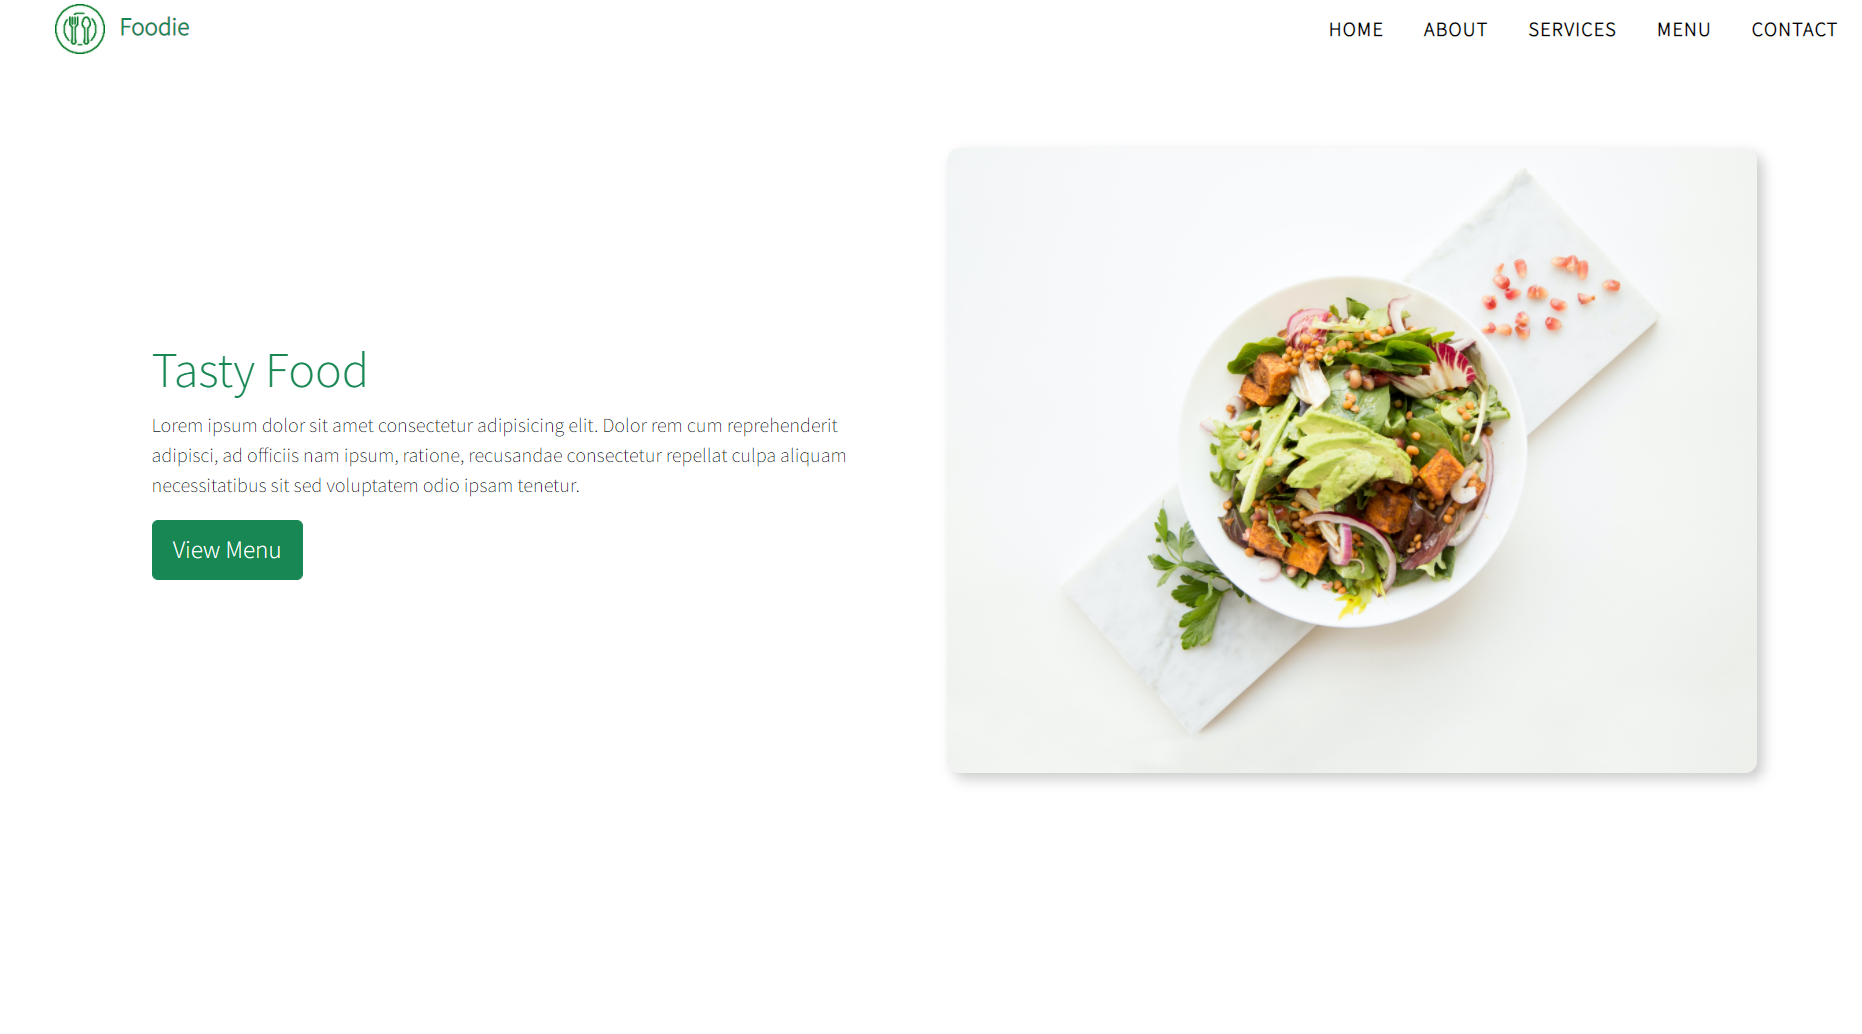 Foodie
HOME ABOUT SERVICES MENU CONTACT
Tasty Food
Lorem ipsum dolor sit amet consectetur adipisicing elit. Dolor rem cum reprehenderit
adipisci, ad officiis nam ipsum, ratione, recusandae consectetur repellat culpa aliquam
necessitatibus sit sed voluptatem odio ipsam tenetur.
View Menu